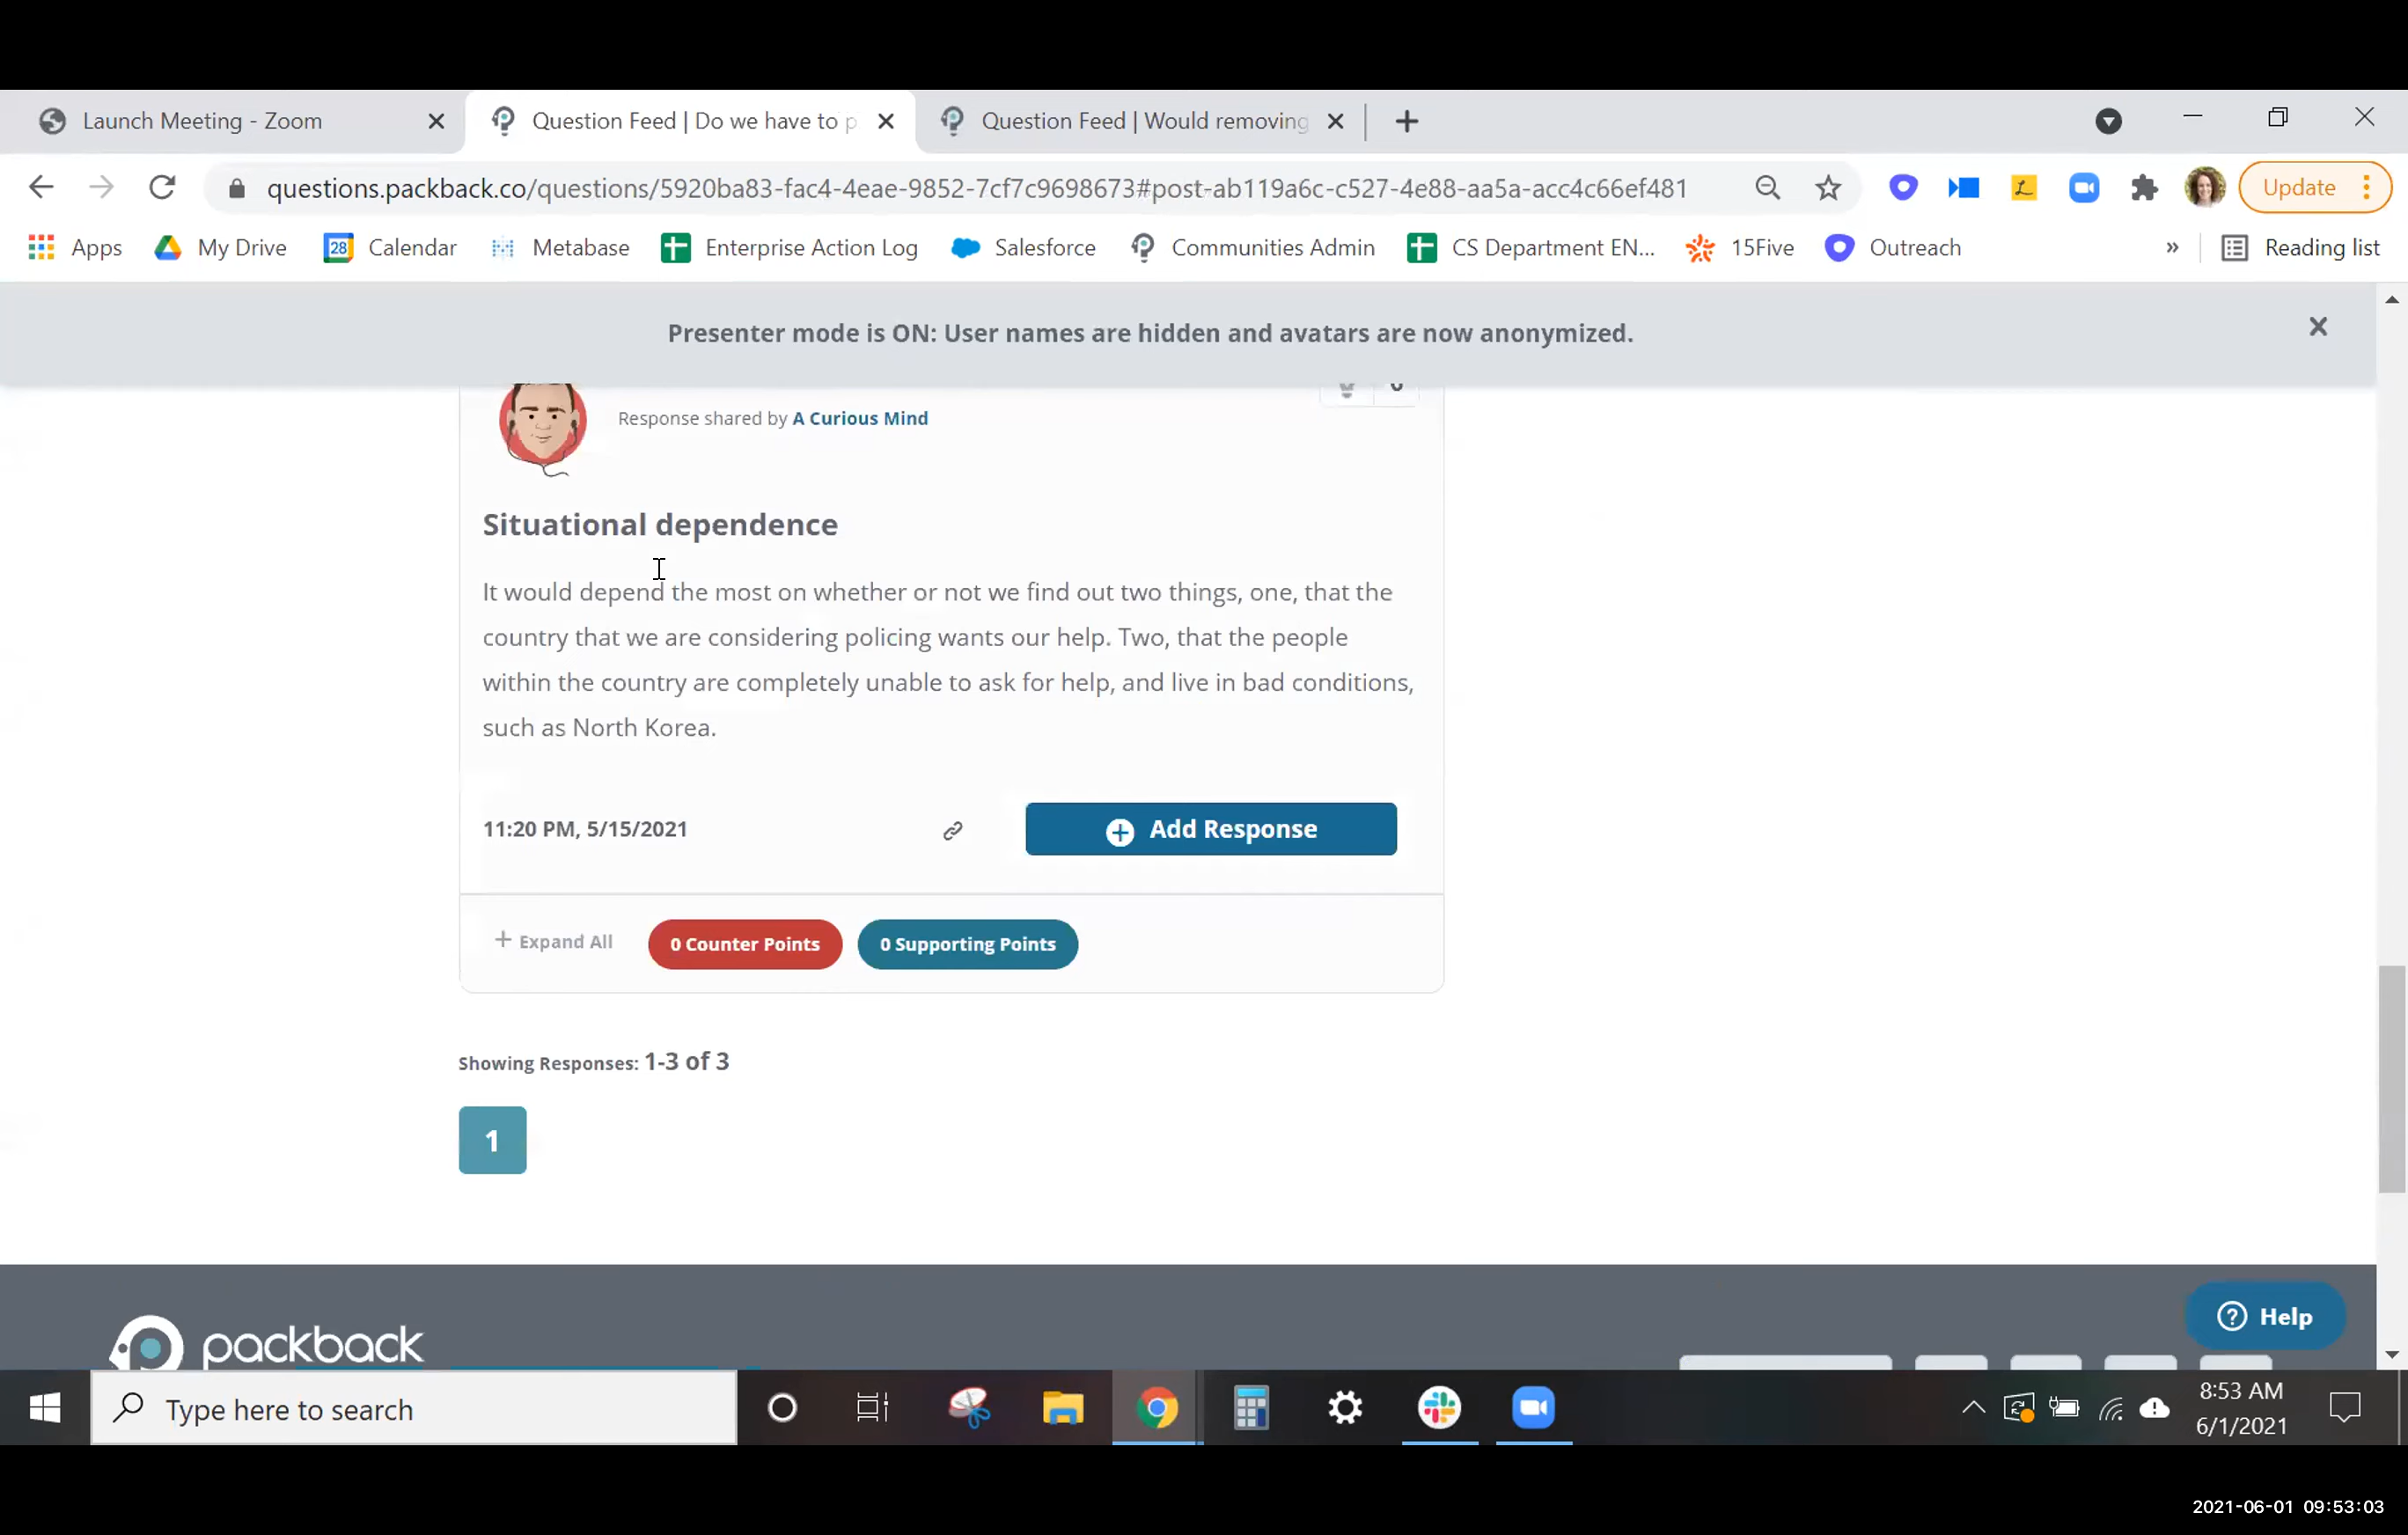 Launch Meeting - Zoom
Question Feed | Do we have to p
Question Feed | Would removing
questions.packback.co/questions/5920ba83-fac4-4eae-9852-7cf7c9698673#post-ab119a6c-c527-4e88-aa5a-acc4c66ef481
Update
Apps
My Drive
28
Calendar
Metabase
Enterprise Action Log
Salesforce
Communities Admin
CS Department EN...
15Five
Outreach
»
Reading list
Presenter mode is ON: User names are hidden and avatars are now anonymized.
Response shared by A Curious Mind
Situational dependence
It would depend the most on whether or not we find out two things, one, that the
country that we are considering policing wants our help. Two, that the people
within the country are completely unable to ask for help, and live in bad conditions,
such as North Korea.
11:20 PM, 5/15/2021
Add Response
+ Expand All
0 Counter Points
0 Supporting Points
Showing Responses: 1-3 of 3
1
packback
Help
Type here to search
8:53 AM
6/1/2021
2021-06-01 09:53:03